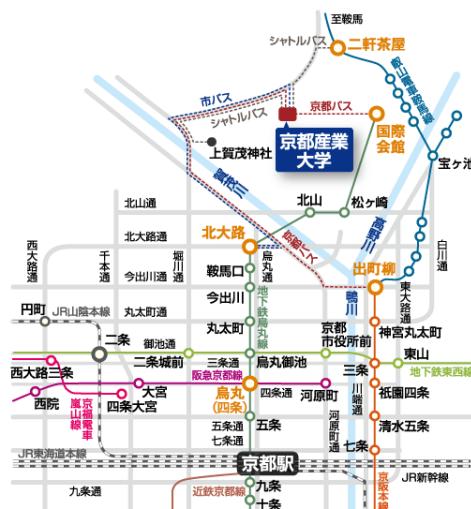 至鞍馬
シャトルバス
二軒茶屋
叡山電車鞍馬線
市バス
シャトルバス
京都バス
国際
会館
京都産業
大学
上賀茂神社
宝ヶ池
賀茂川
高野川
北山
松ヶ崎
北山通
北大路
北大路通
京都バス
西大路通
千本通
堀川通
烏丸通
白川通
鞍馬口
出町柳
今出川通
今出川
鴨川
東大路通
地下鉄烏丸線
円町
JR山陰本線
丸太町通
丸太町
神宮丸太町
二条
御池通
京都
市役所前
二条城前
三条通
烏丸御池
三条
東山
地下鉄東西線
西大路三条
阪急京都線
大宮
烏丸
(四条)
四条通
河原町
川端通
祇園四条
西院
京福電車
嵐山線
四条大宮
河原町通
五条通
五条
清水五条
七条通
七条
JR東海道本線
京都駅
JR新幹線
九条通
近鉄京都線
九条
十条
京阪本線